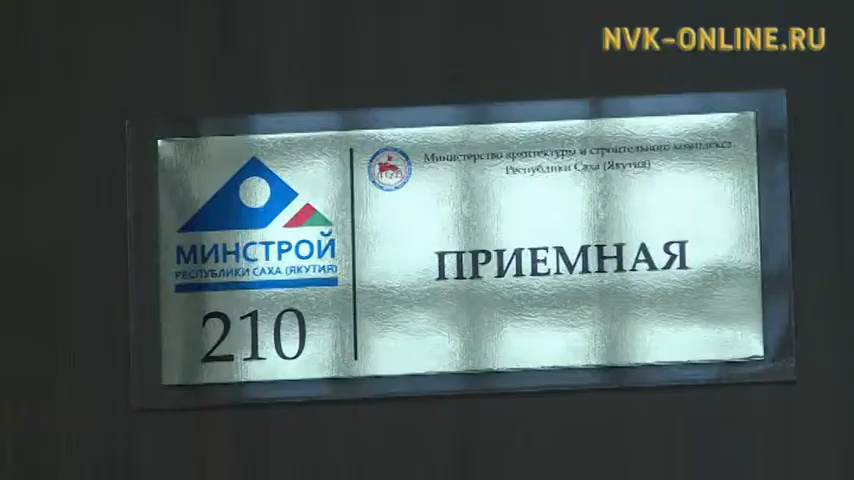 NVK-ONLINE.RU
МИНСТРОЙ
РЕСПУБЛИКИ САХА (ЯКУТИЯ)
210
Министерство архитектуры и строительного комплекса
Республики Саха (Якутия)
ПРИЕМНАЯ